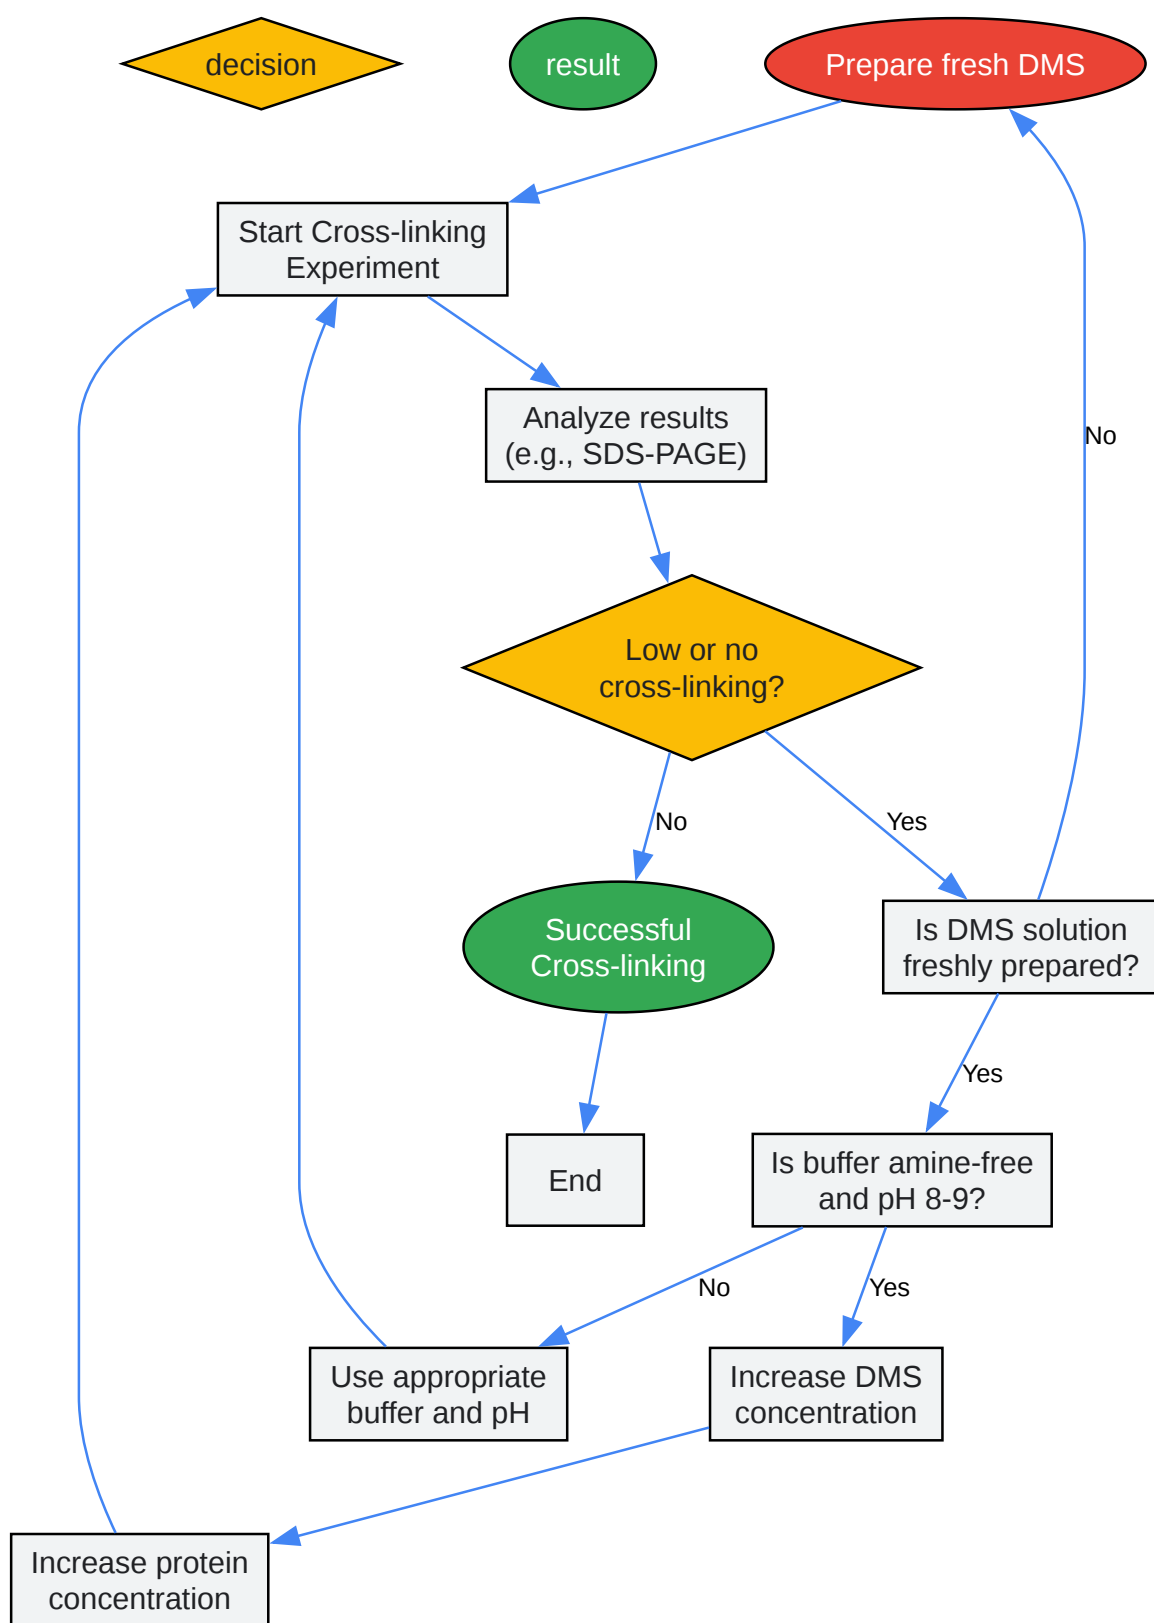 decision
result
Prepare fresh DMS
Start Cross-linking
Experiment
Analyze results
(e.g., SDS-PAGE)
No
Low or no
cross-linking?
No
Yes
Successful
Cross-linking
Is DMS solution
freshly prepared?
Yes
End
Is buffer amine-free
and pH 8-9?
No
Yes
Use appropriate
buffer and pH
Increase DMS
concentration
Increase protein
concentration